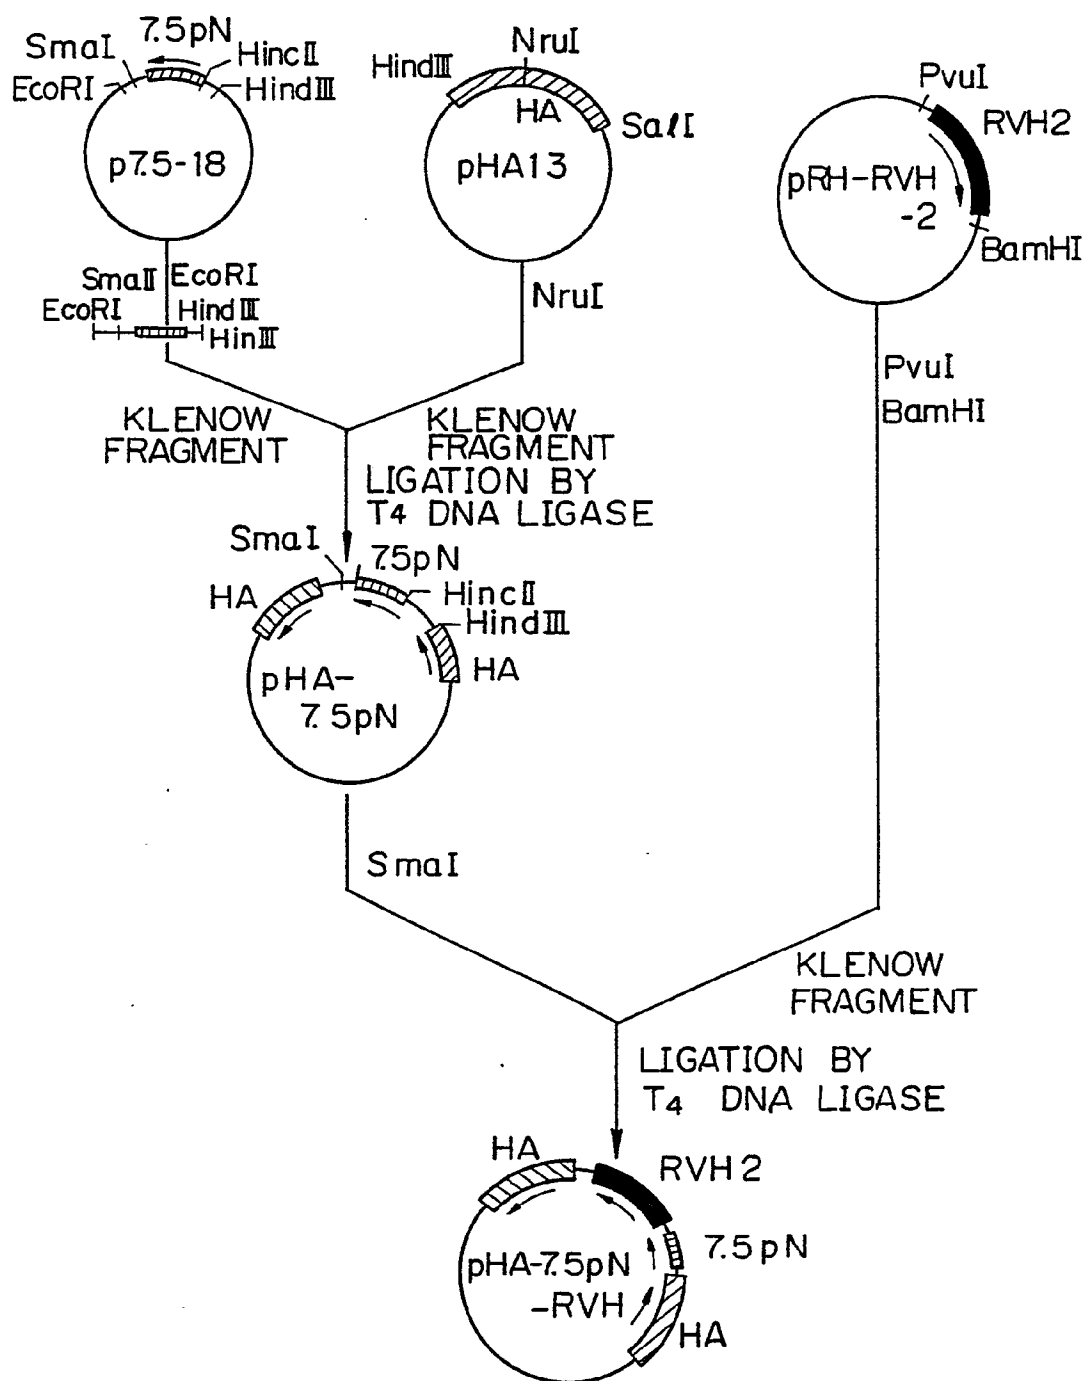 7.5pN
SmaI
HincII
EcoRI
HindIII
p7.5-18
NruI
HindIII
HA
SalI
pHA13
PvuI
RVH2
pRH-RVH
-2
BamHI
SmaII
EcoRI
EcoRI
HindIII
HinIII
NruI
PvuI
BamHI
KLENOW
FRAGMENT
KLENOW
FRAGMENT
LIGATION BY
T4 DNA LIGASE
SmaI
7.5pN
HA
HincII
HindIII
HA
pHA-
7.5pN
SmaI
KLENOW
FRAGMENT
LIGATION BY
T4 DNA LIGASE
HA
RVH2
7.5pN
pHA-7.5pN
-RVH
HA